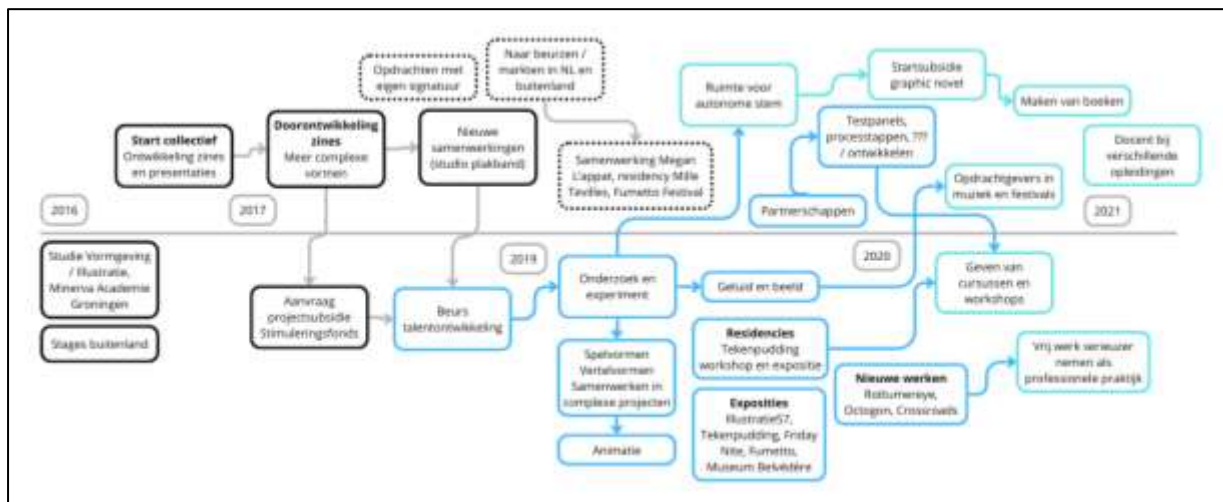 Opdrachten met
eigen signatuur
Naar beurzen /
markten in NL en
buitenland
Ruimte voor
autonome stem
Startsubsidie
graphic novel
Maken van boeken
Start collectief
Ontwikkeling zines
en presentaties
Doorontwikkeling
zines
Meer complexe
vormen
Nieuwe
samenwerkingen
(studio plakband)
Samenwerking Megan
residency Mille
Fumetto Festival
Testpanels,
processtappen, ???
/ ontwikkelen
Docent bij
verschillende
opleidingen
Partnerschappen
Opdrachtgevers in
muziek en festivals
2016
2017
2019
2020
2021
Studie Vormgeving
/ Illustratie,
Minerva Academie
Groningen
Stages buitenland
Aanvraag
projectsubsidie
Stimuleringsfonds
Beurs
talentontwikkeling
Onderzoek en
experiment
Geluid en beeld
Geven van
cursussen en
workshops
Spelvormen
Vertelvormen
Samenwerken in
complexe projecten
Animatie
Residencies
Tekenpudding
workshop en expositie
Exposities
Illustratie57,
Tekenpudding, Friday
Nite, Fumetto,
Museum Belvédère
Nieuwe werken
Octogon, Crossroads
Vrij werk serieuzer
nemen als
professionele praktijk